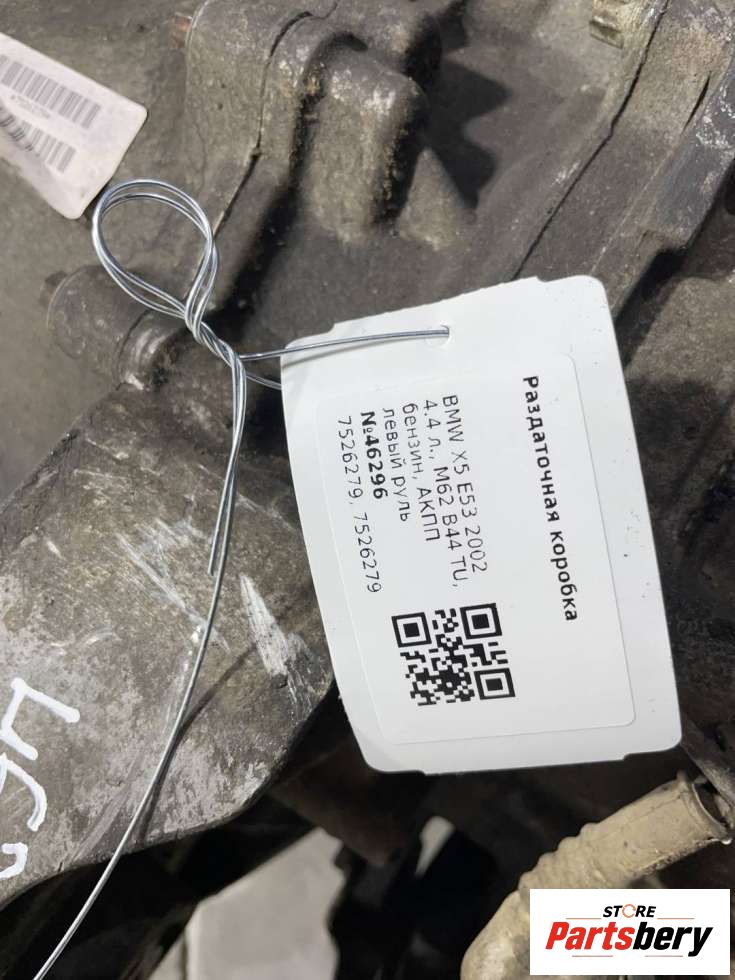 Раздаточная коробка
BMW X5 E53 2002
4.4 л., M62 B44 TU,
бензин, АКПП
левый руль
№46296
7526279, 7526279
STORE
Partsbery